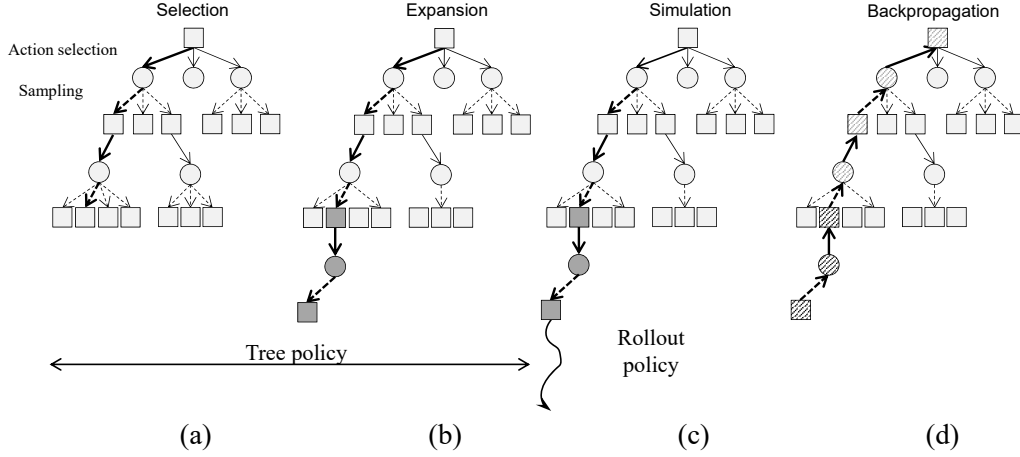 Selection
Expansion
Simulation
Backpropagation
Action selection
Sampling
Tree policy
Rollout
policy
(a)
(b)
(c)
(d)